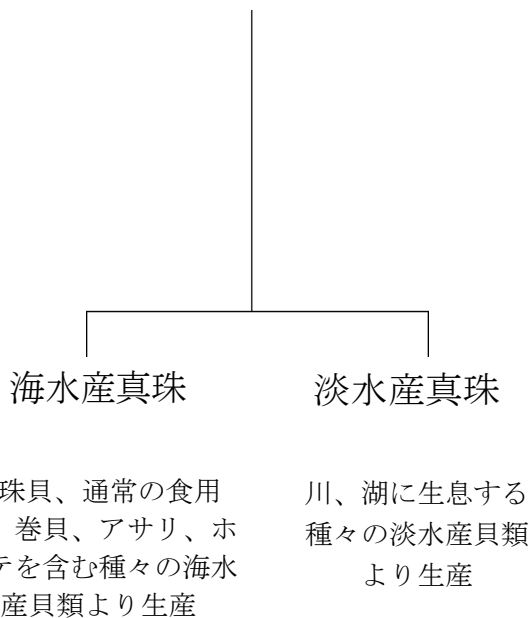 海水産真珠
淡水産真珠
珠貝、通常の食用
巻貝、アサリ、ホ
テを含む種々の海水
産貝類より生産
川、湖に生息する
種々の淡水産貝類
より生産